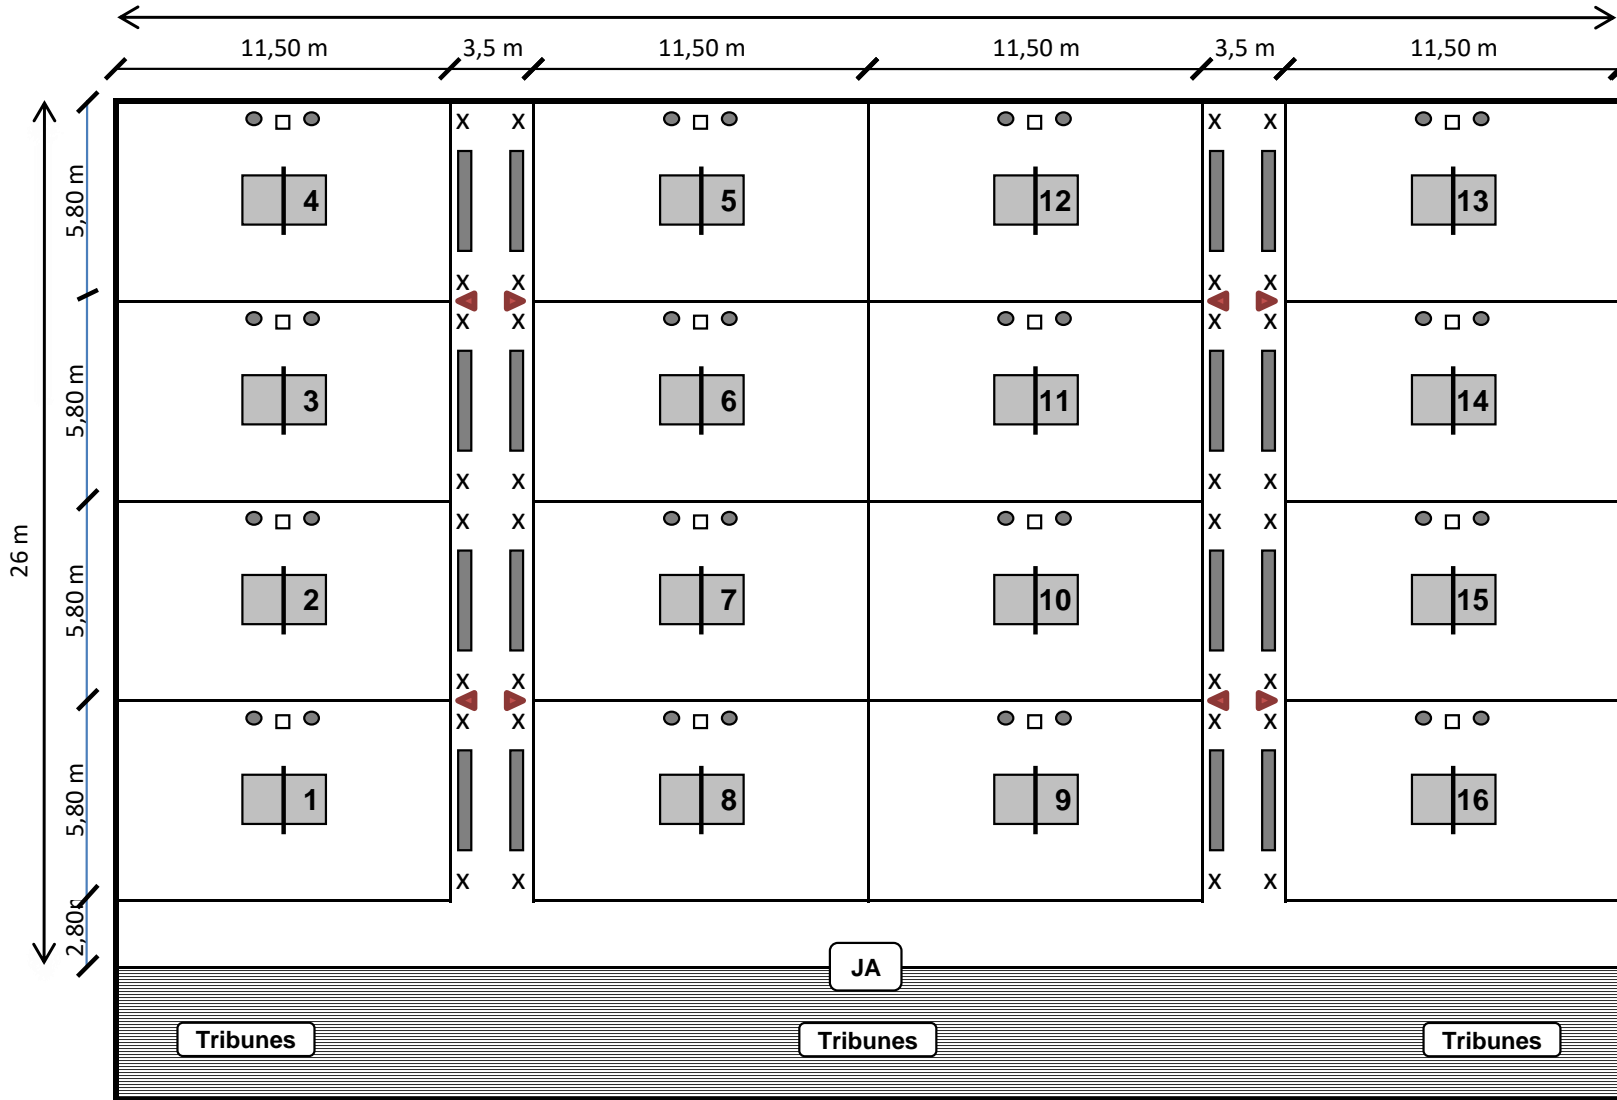 11,50 m 3,5 m 11,50 m 11,50 m 3,5 m 11,50 m
X X X X
5,80 m 4 5 12 13
X X X X
X X X X
5,80 m 3 6 11 14
X X X X
26 m
X X X X
5,80 m 2 7 10 15
X X X X
X X X X
5,80 m 1 8 9 16
X X X X
2,80
JA
Tribunes Tribunes Tribunes